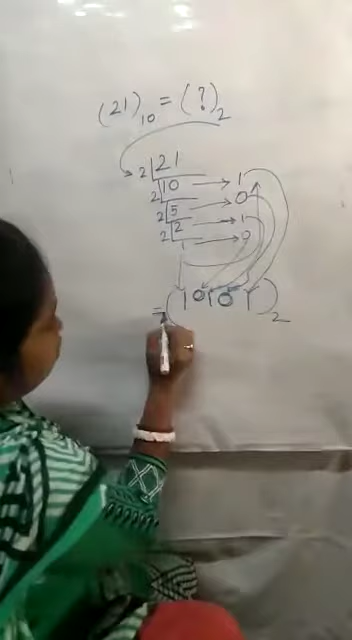 (21)10 = (?)2
2 21
2 10 → 1
2 5 → 0
2 2 → 1
1 → 0
= (10101)2